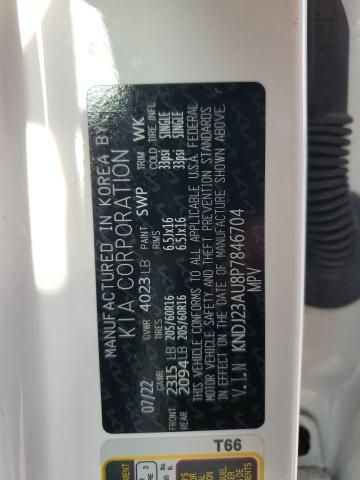 MANUFACTURED IN KOREA BY
KIA CORPORATION
07/22 GVWR 4023 LB PAINT SWP TRIM WK
GAWR TIRES COLD TIRE INFL
2315 LB 205/60R16 6.5JX16 33psi SINGLE
2094 LB 205/60R16 6.5JX16 33psi SINGLE
THIS VEHICLE CONFORMS TO ALL APPLICABLE U.S.A. FEDERAL
MOTOR VEHICLE SAFETY AND THEFT PREVENTION STANDARDS
IN EFFECT ON THE DATE OF MANUFACTURE SHOWN ABOVE.
V.I.N KNDJ23AU8P7846704
MPV
T66